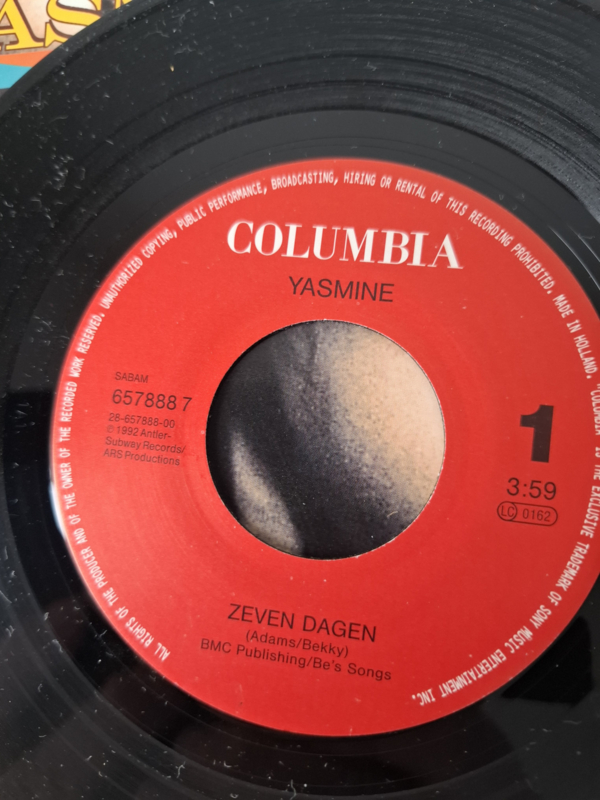 AS
COLUMBIA
YASMINE
SABAM
657888 7
28-657888-00
℗ 1992 Antler-
Subway Records/
ARS Productions
1
3:59
LC 0162
ZEVEN DAGEN
(Adams/Bekky)
BMC Publishing/Be's Songs
ALL RIGHTS OF THE PRODUCER AND OF THE OWNER OF THE RECORDED WORK RESERVED. UNAUTHORIZED COPYING, PUBLIC PERFORMANCE, BROADCASTING, HIRING OR RENTAL OF THIS RECORDING PROHIBITED. MADE IN HOLLAND. "COLUMBIA" IS THE EXCLUSIVE TRADEMARK OF SONY MUSIC ENTERTAINMENT INC.